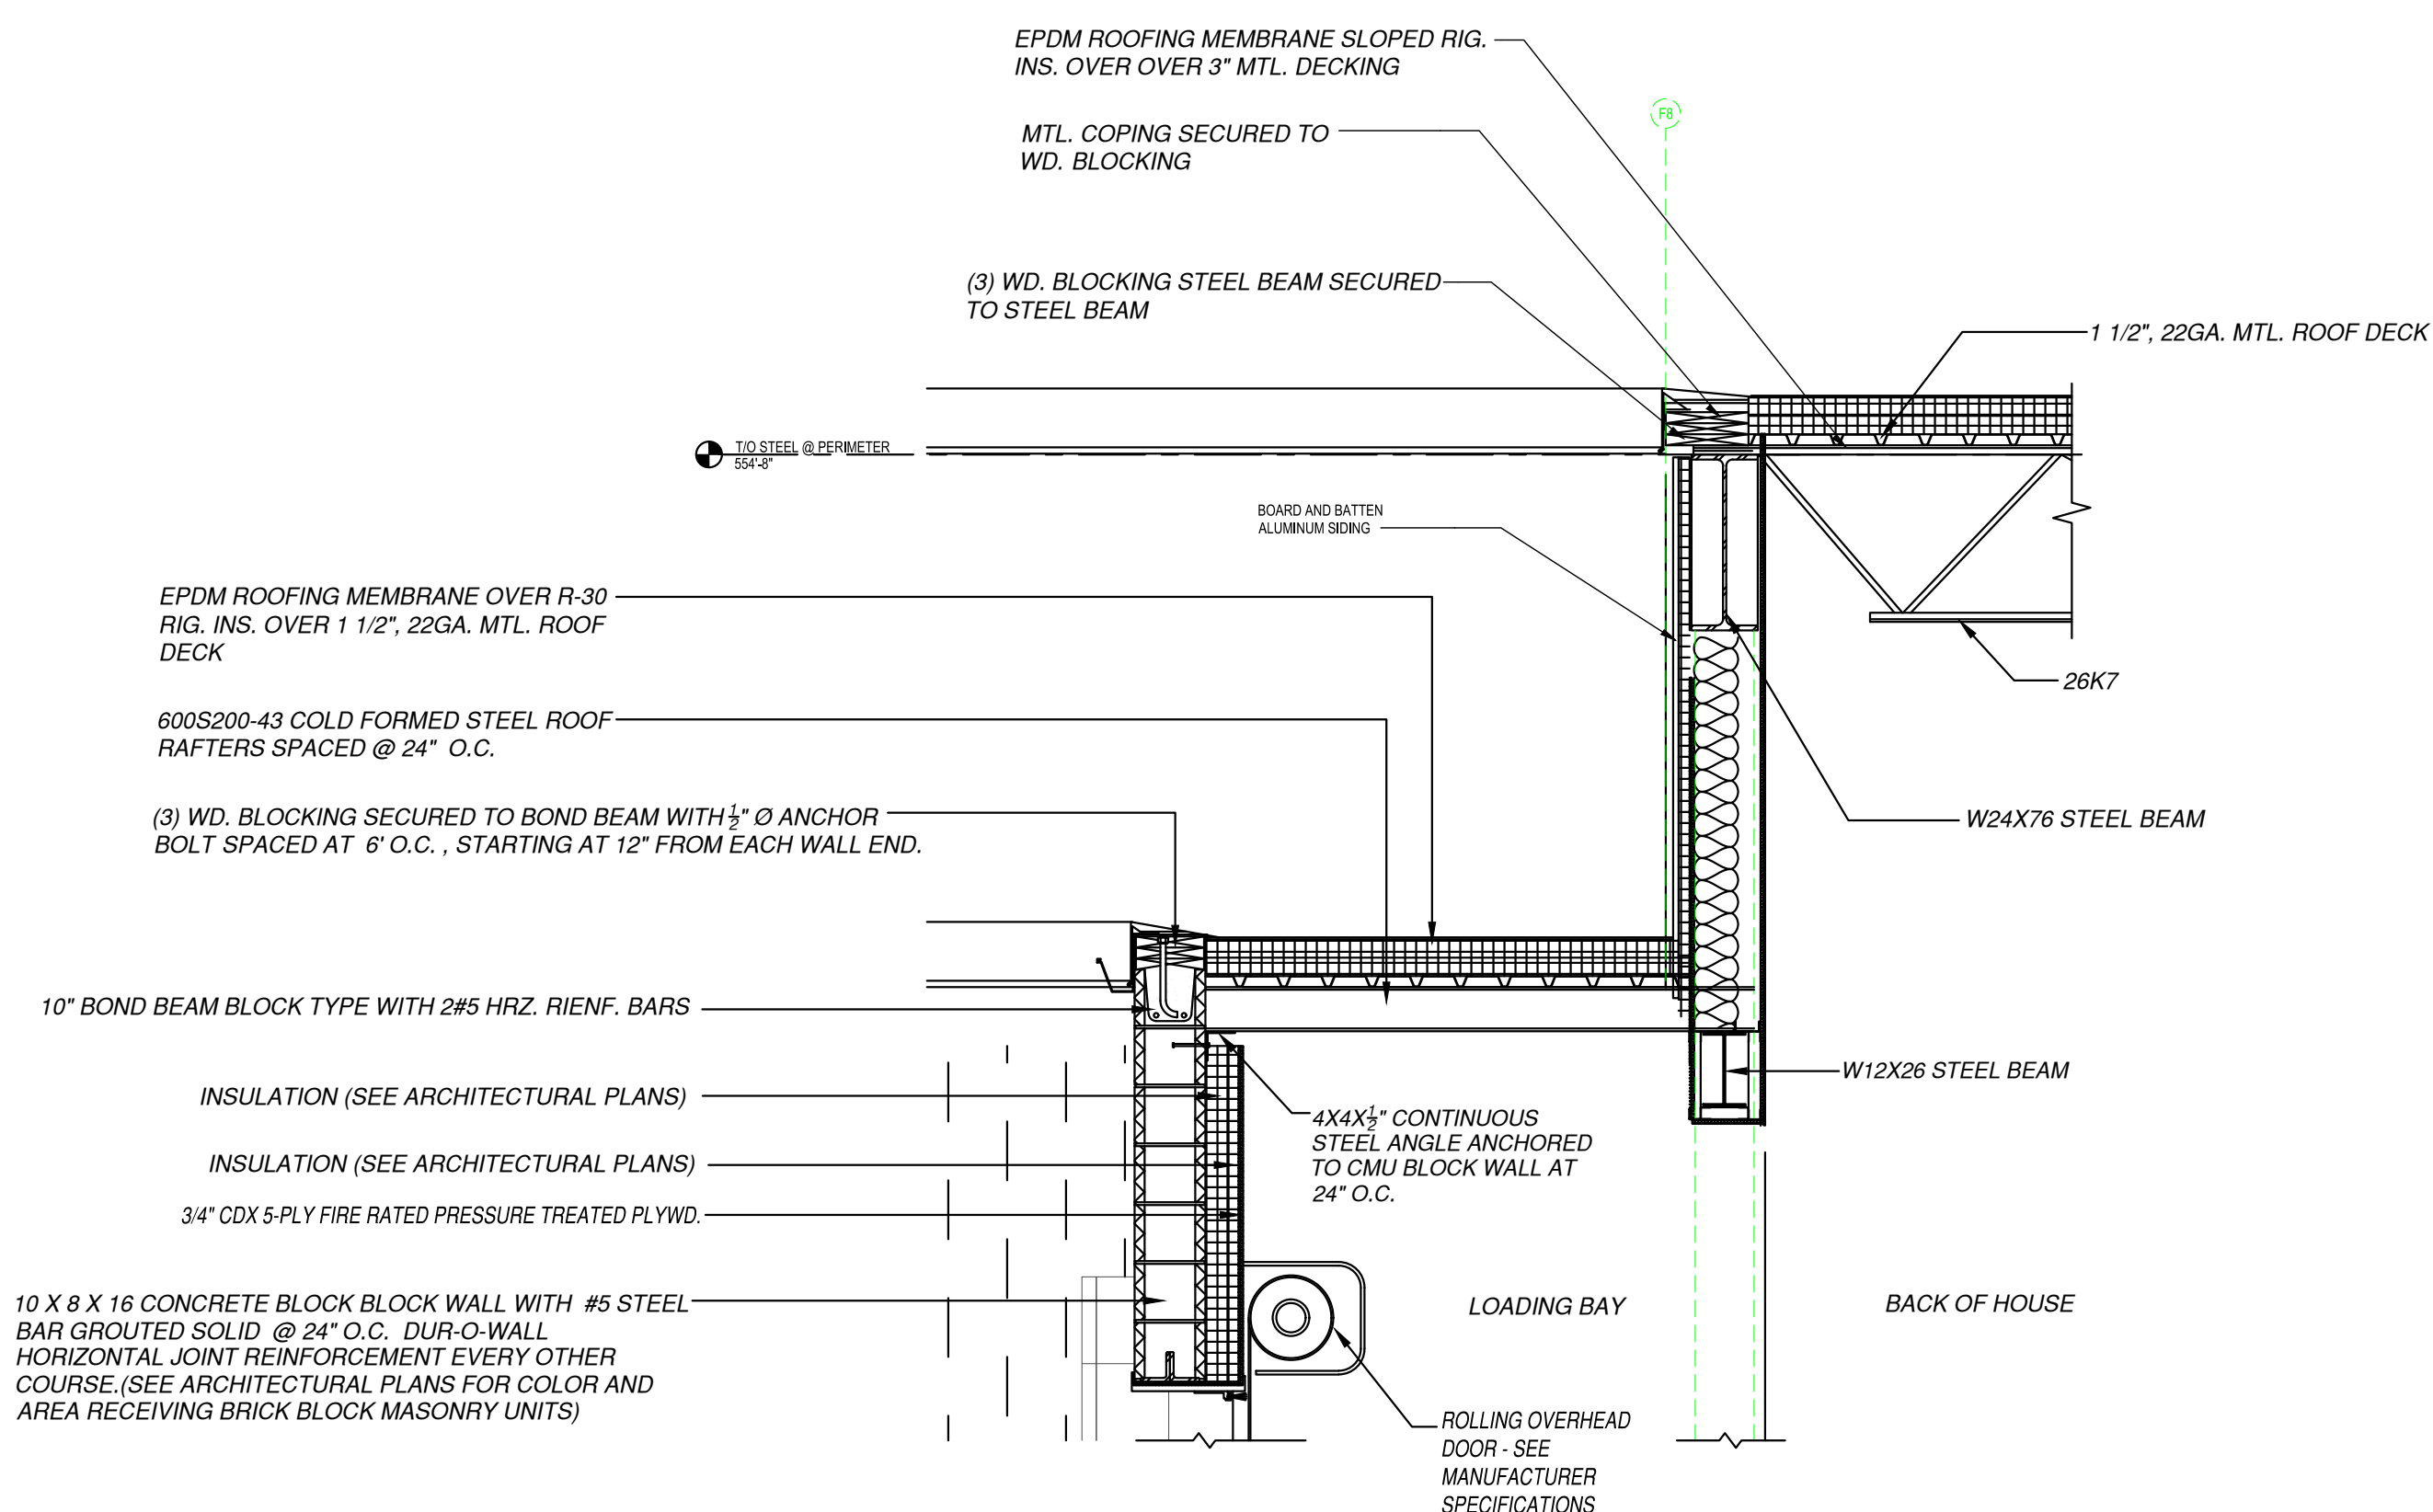 EPDM ROOFING MEMBRANE SLOPED RIG.
INS. OVER OVER 3" MTL. DECKING
F8
MTL. COPING SECURED TO
WD. BLOCKING
(3) WD. BLOCKING STEEL BEAM SECURED
TO STEEL BEAM
1 1/2", 22GA. MTL. ROOF DECK
T/O STEEL @ PERIMETER
554'-8"
BOARD AND BATTEN
ALUMINUM SIDING
EPDM ROOFING MEMBRANE OVER R-30
RIG. INS. OVER 1 1/2", 22GA. MTL. ROOF
DECK
26K7
600S200-43 COLD FORMED STEEL ROOF
RAFTERS SPACED @ 24" O.C.
(3) WD. BLOCKING SECURED TO BOND BEAM WITH 1/2" Ø ANCHOR
BOLT SPACED AT 6' O.C. , STARTING AT 12" FROM EACH WALL END.
W24X76 STEEL BEAM
10" BOND BEAM BLOCK TYPE WITH 2#5 HRZ. RIENF. BARS
W12X26 STEEL BEAM
INSULATION (SEE ARCHITECTURAL PLANS)
4X4X1/2" CONTINUOUS
STEEL ANGLE ANCHORED
TO CMU BLOCK WALL AT
24" O.C.
INSULATION (SEE ARCHITECTURAL PLANS)
3/4" CDX 5-PLY FIRE RATED PRESSURE TREATED PLYWD.
10 X 8 X 16 CONCRETE BLOCK BLOCK WALL WITH #5 STEEL
BAR GROUTED SOLID @ 24" O.C. DUR-O-WALL
HORIZONTAL JOINT REINFORCEMENT EVERY OTHER
COURSE.(SEE ARCHITECTURAL PLANS FOR COLOR AND
AREA RECEIVING BRICK BLOCK MASONRY UNITS)
LOADING BAY
BACK OF HOUSE
ROLLING OVERHEAD
DOOR - SEE
MANUFACTURER
SPECIFICATIONS